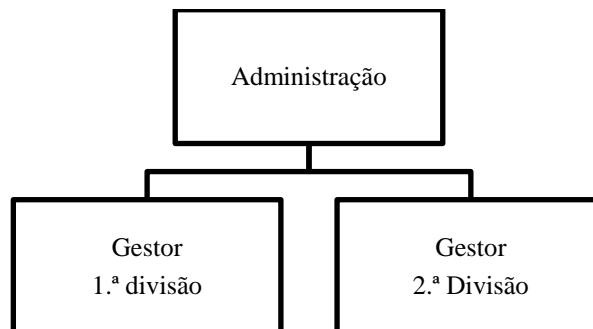 Administração
Gestor
1.ª divisão
Gestor
2.ª Divisão